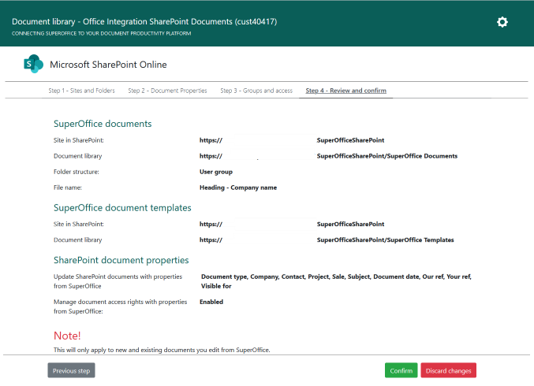 Document library - Office Integration SharePoint Documents (cust40417)
CONNECTING SUPEROFFICE TO YOUR DOCUMENT PRODUCTIVITY PLATFORM
S Microsoft SharePoint Online
Step 1 - Sites and Folders Step 2 - Document Properties Step 3 - Groups and access Step 4 - Review and confirm
SuperOffice documents
Site in SharePoint: https:// SuperOfficeSharePoint
Document library https:// SuperOfficeSharePoint/SuperOffice Documents
Folder structure: User group
File name: Heading - Company name
SuperOffice document templates
Site in SharePoint: https:// SuperOfficeSharePoint
Document library https:// SuperOfficeSharePoint/SuperOffice Templates
SharePoint document properties
Update SharePoint documents with properties Document type, Company, Contact, Project, Sale, Subject, Document date, Our ref, Your ref,
from SuperOffice Visible for
Manage document access rights with properties Enabled
from SuperOffice:
Note!
This will only apply to new and existing documents you edit from SuperOffice.
Previous step Confirm Discard changes